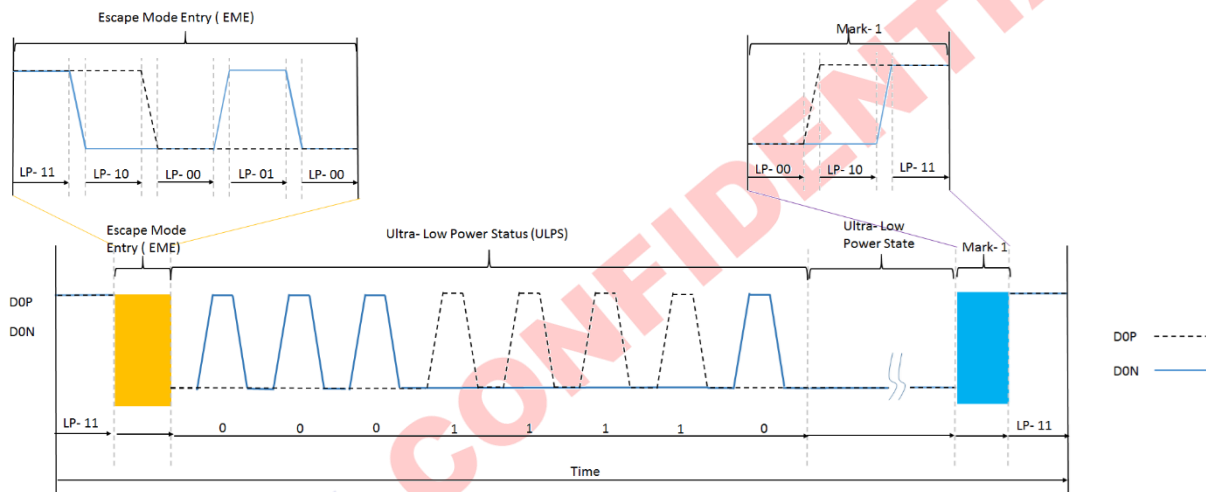 Escape Mode Entry ( EME)
Mark- 1
LP- 11 LP- 10 LP- 00 LP- 01 LP- 00
LP- 00 LP- 10 LP- 11
Escape Mode
Entry ( EME)
Ultra- Low Power Status (ULPS)
Ultra- Low
Power State
Mark- 1
D0P
D0N
D0P
D0N
LP- 11 0 0 0 1 1 1 1 0 LP- 11
Time
CONFIDENTIA